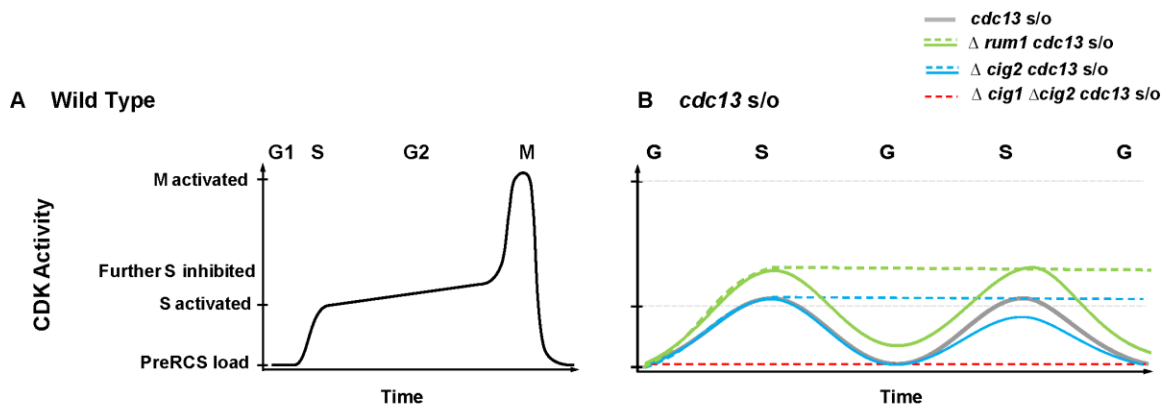 cdc13 s/o
Δ rum1 cdc13 s/o
Δ cig2 cdc13 s/o
Δ cig1 Δcig2 cdc13 s/o
A Wild Type
B cdc13 s/o
G1 S G2 M
G S G S G
CDK Activity
M activated
Further S inhibited
S activated
PreRCS load
Time
Time